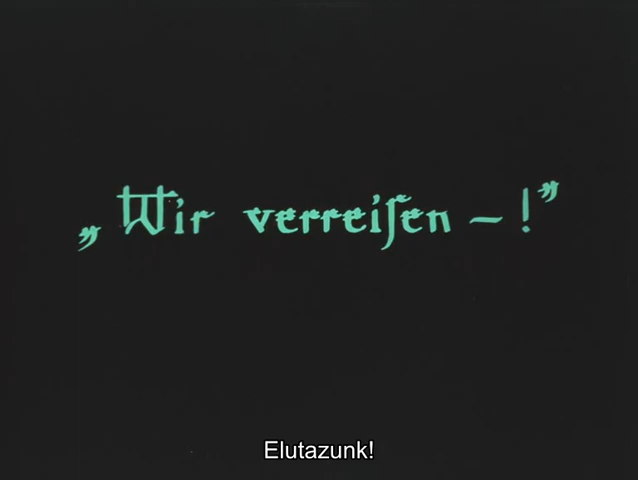 „Wir verreiſen – !”
Elutazunk!